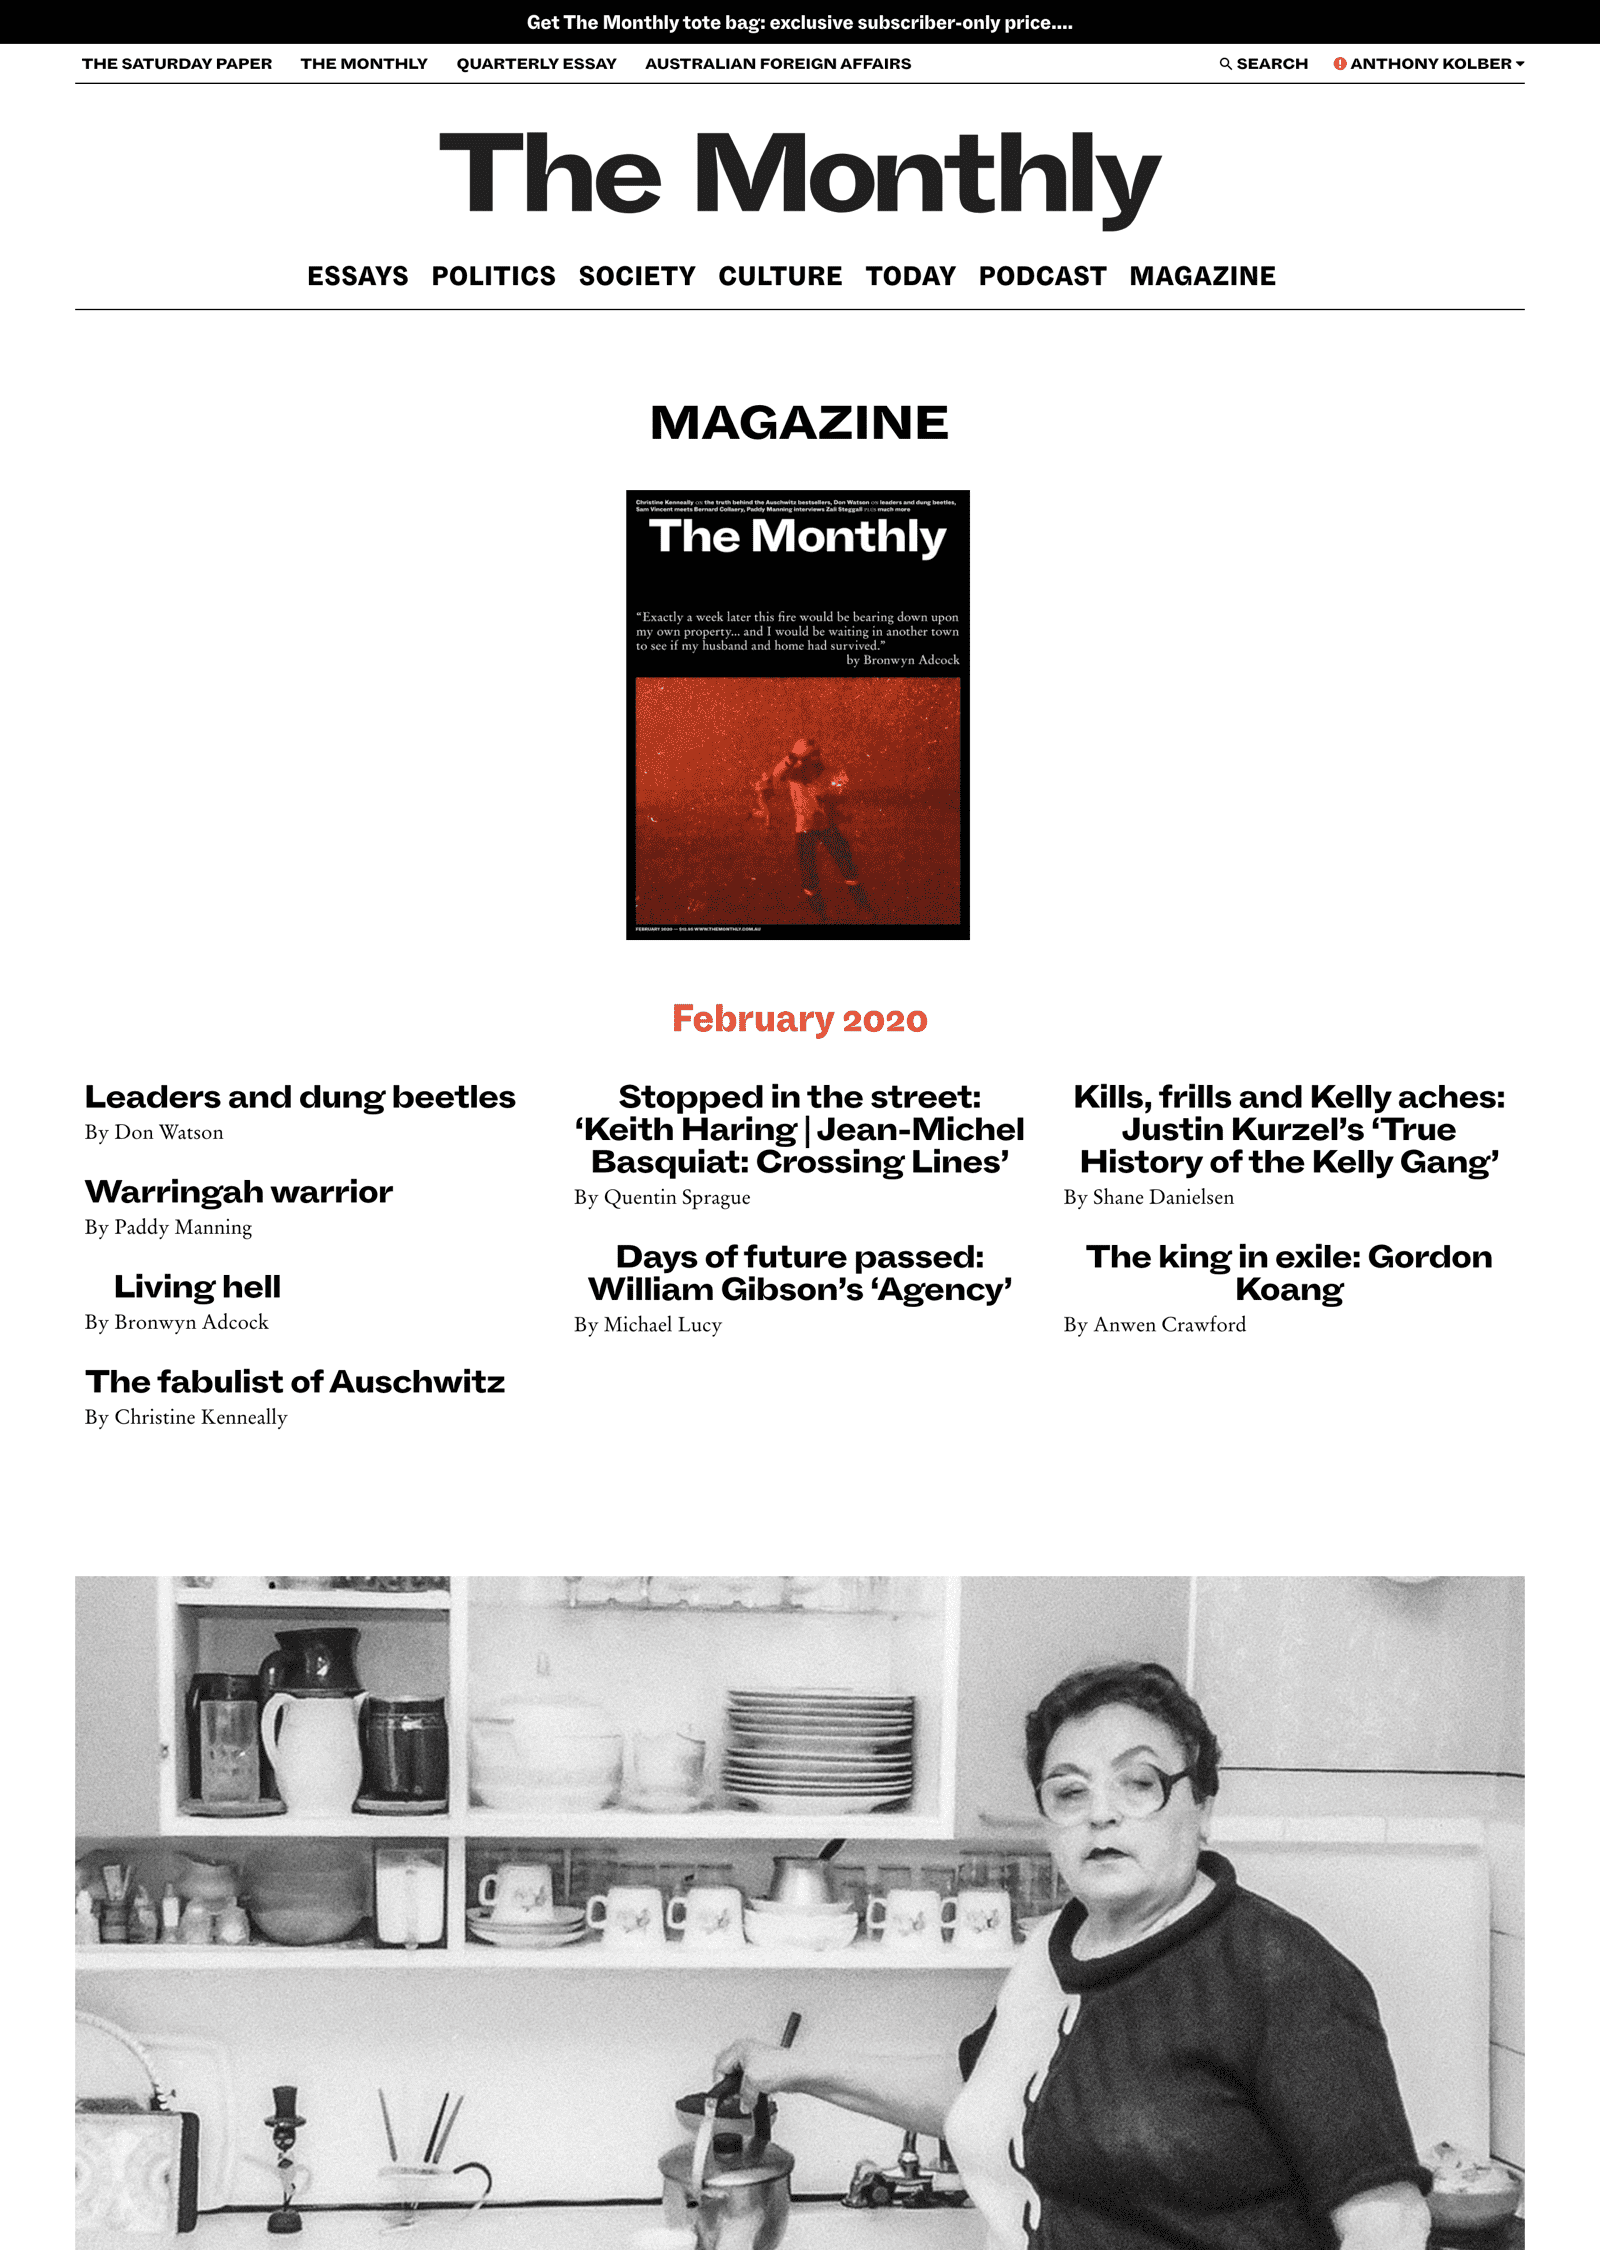 Get The Monthly tote bag: exclusive subscriber-only price....
THE SATURDAY PAPER THE MONTHLY QUARTERLY ESSAY AUSTRALIAN FOREIGN AFFAIRS SEARCH ANTHONY KOLBER
The Monthly
ESSAYS POLITICS SOCIETY CULTURE TODAY PODCAST MAGAZINE
MAGAZINE
Christine Kenneally ON the truth behind the Auschwitz bestsellers, Don Watson ON leaders and dung beetles,
Sam Vincent meets Bernard Collaery, Paddy Manning interviews Zali Steggall PLUS much more
The Monthly
“Exactly a week later this fire would be bearing down upon
my own property... and I would be waiting in another town
to see if my husband and home had survived.”
by Bronwyn Adcock
FEBRUARY 2020 — $12.95 WWW.THEMONTHLY.COM.AU
February 2020
Leaders and dung beetles
By Don Watson
Warringah warrior
By Paddy Manning
Living hell
By Bronwyn Adcock
The fabulist of Auschwitz
By Christine Kenneally
Stopped in the street:
‘Keith Haring | Jean-Michel
Basquiat: Crossing Lines’
By Quentin Sprague
Days of future passed:
William Gibson’s ‘Agency’
By Michael Lucy
Kills, frills and Kelly aches:
Justin Kurzel’s ‘True
History of the Kelly Gang’
By Shane Danielsen
The king in exile: Gordon
Koang
By Anwen Crawford